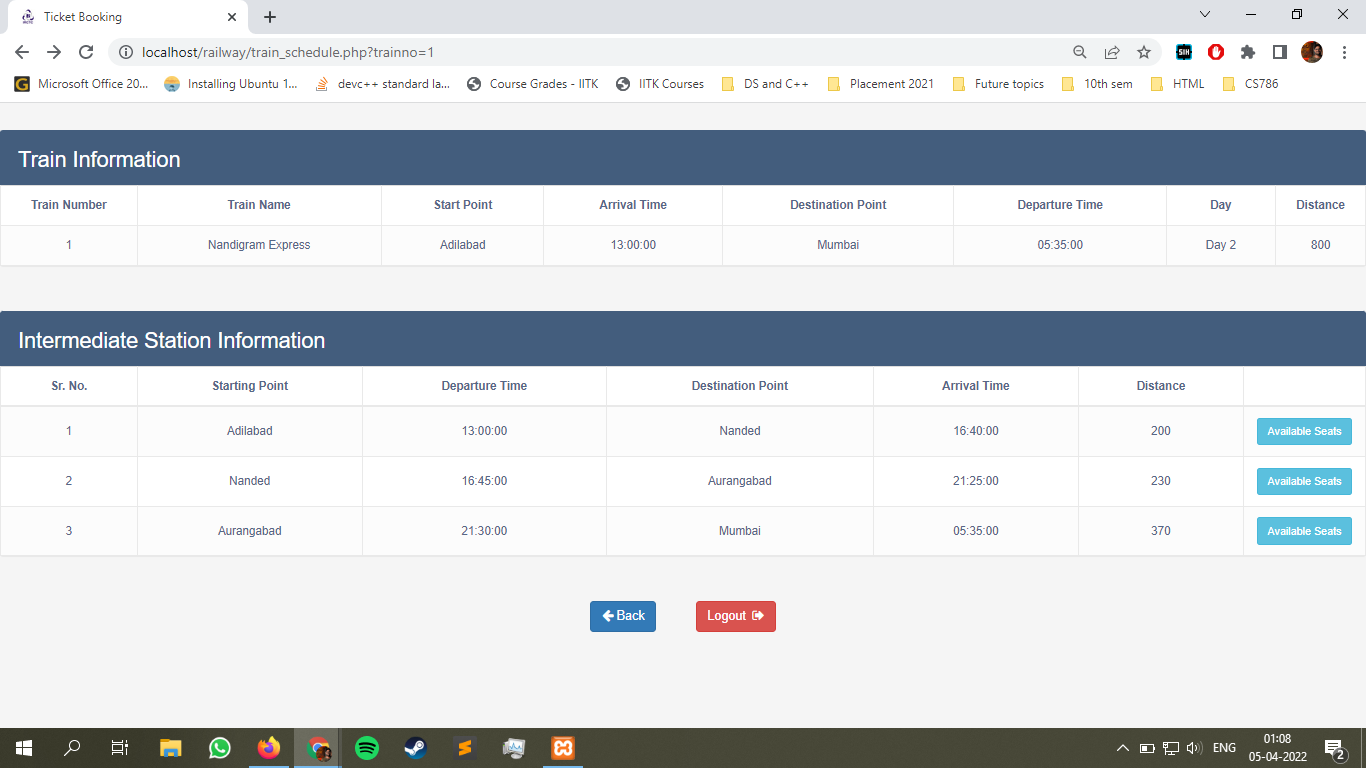 Ticket Booking
localhost/railway/train_schedule.php?trainno=1
Microsoft Office 20... Installing Ubuntu 1... devc++ standard la... Course Grades - IITK IITK Courses DS and C++ Placement 2021 Future topics 10th sem HTML CS786
Train Information
Train Number Train Name Start Point Arrival Time Destination Point Departure Time Day Distance
1 Nandigram Express Adilabad 13:00:00 Mumbai 05:35:00 Day 2 800
Intermediate Station Information
Sr. No. Starting Point Departure Time Destination Point Arrival Time Distance
1 Adilabad 13:00:00 Nanded 16:40:00 200 Available Seats
2 Nanded 16:45:00 Aurangabad 21:25:00 230 Available Seats
3 Aurangabad 21:30:00 Mumbai 05:35:00 370 Available Seats
Back Logout
ENG 01:08
05-04-2022 2